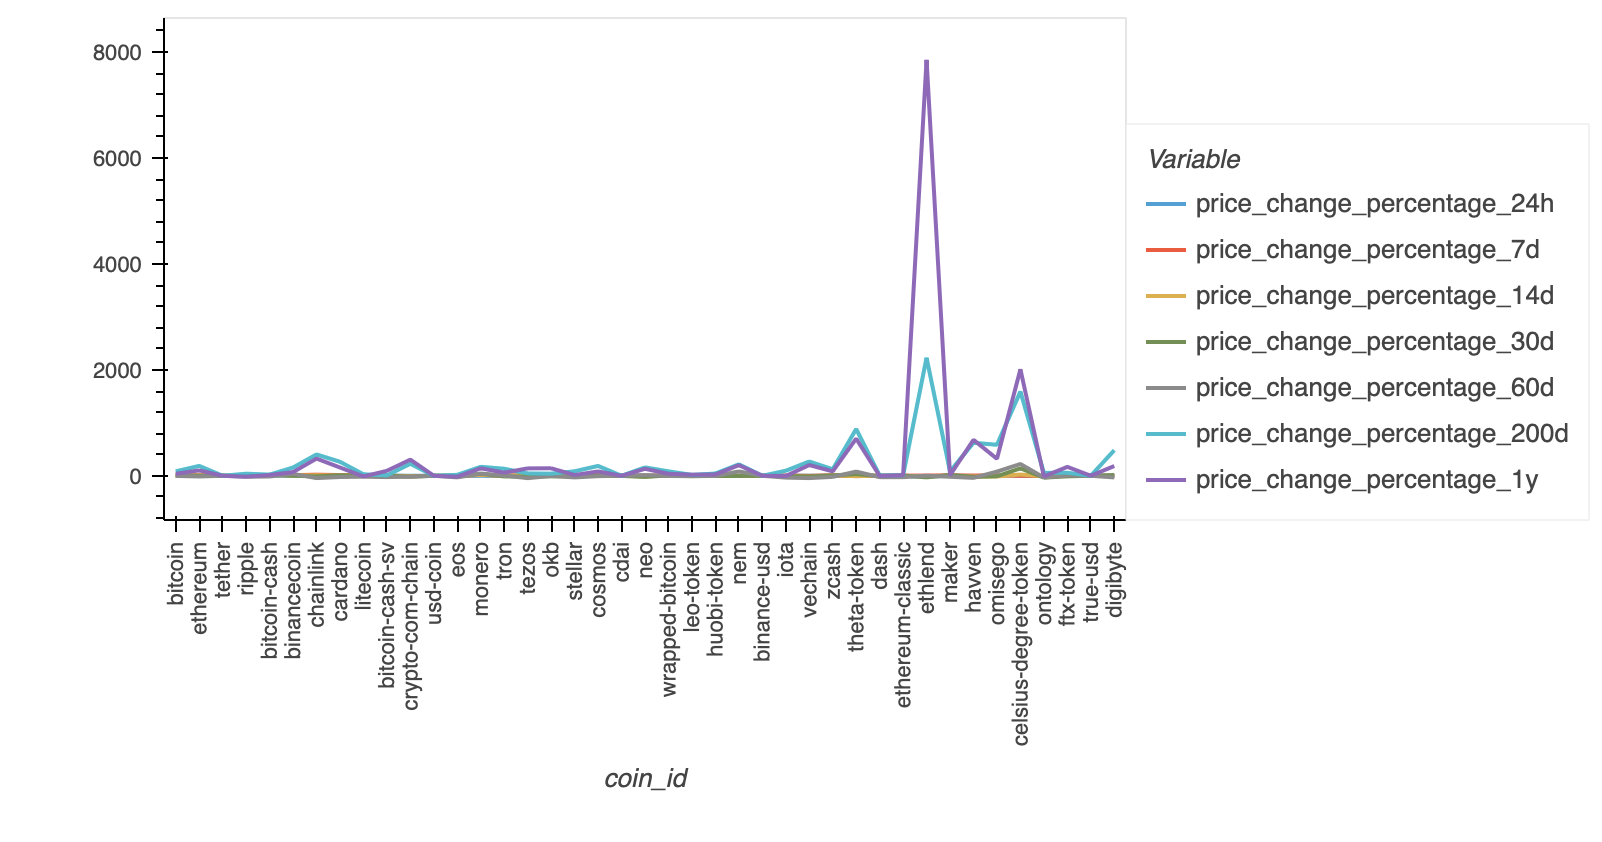 8000
6000
4000
2000
0
Variable
price_change_percentage_24h
price_change_percentage_7d
price_change_percentage_14d
price_change_percentage_30d
price_change_percentage_60d
price_change_percentage_200d
price_change_percentage_1y
bitcoin
ethereum
tether
ripple
bitcoin-cash
binancecoin
chainlink
cardano
litecoin
bitcoin-cash-sv
crypto-com-chain
usd-coin
eos
monero
tron
tezos
okb
stellar
cosmos
cdai
neo
wrapped-bitcoin
leo-token
huobi-token
nem
binance-usd
iota
vechain
zcash
theta-token
dash
ethereum-classic
ethlend
maker
havven
omisego
celsius-degree-token
ontology
ftx-token
true-usd
digibyte
coin_id